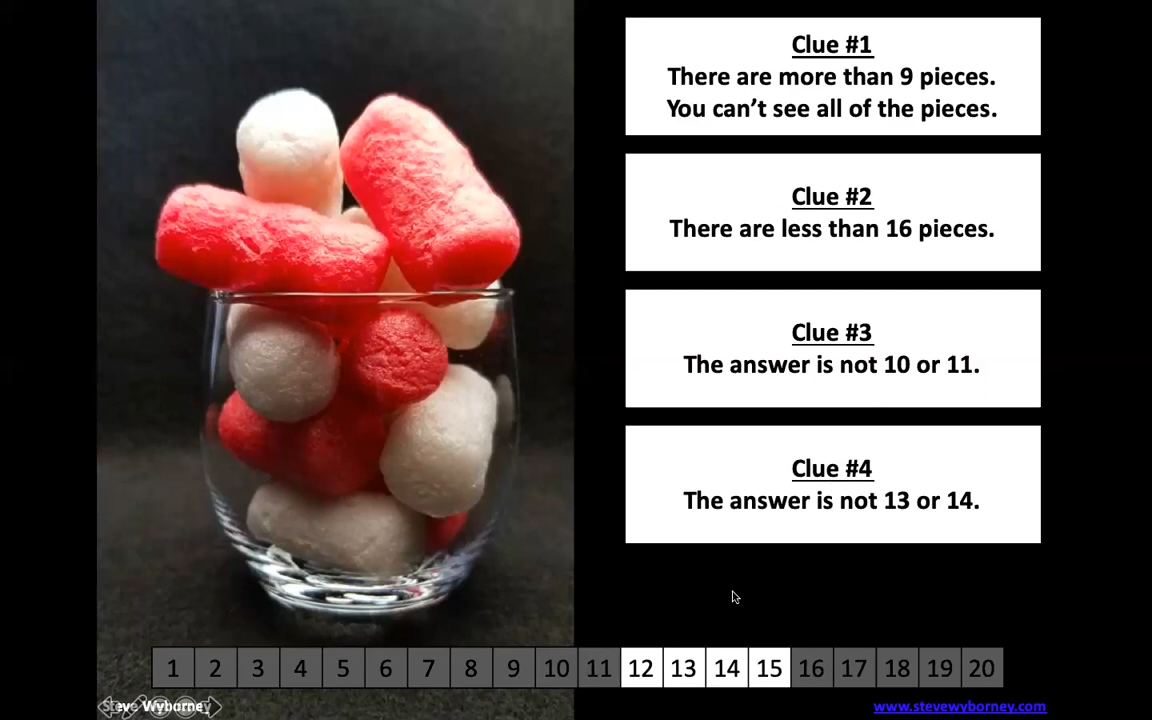 Clue #1
There are more than 9 pieces.
You can't see all of the pieces.
Clue #2
There are less than 16 pieces.
Clue #3
The answer is not 10 or 11.
Clue #4
The answer is not 13 or 14.
1 2 3 4 5 6 7 8 9 10 11 12 13 14 15 16 17 18 19 20
Steve Wyborney
www.stevewyborney.com